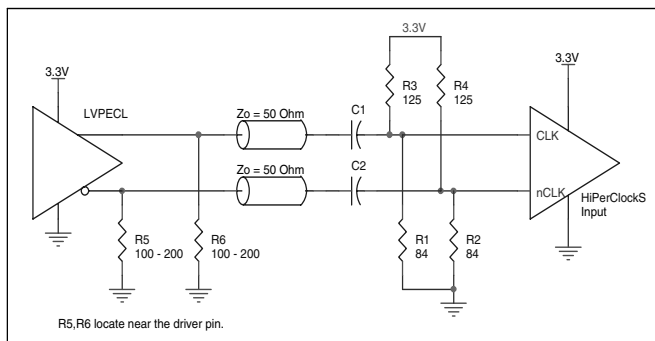 3.3V
3.3V
LVPECL
R3
125
R4
125
3.3V
Zo = 50 Ohm
C1
CLK
Zo = 50 Ohm
C2
nCLK
HiPerClockS
Input
R5
100 - 200
R6
100 - 200
R1
84
R2
84
R5,R6 locate near the driver pin.